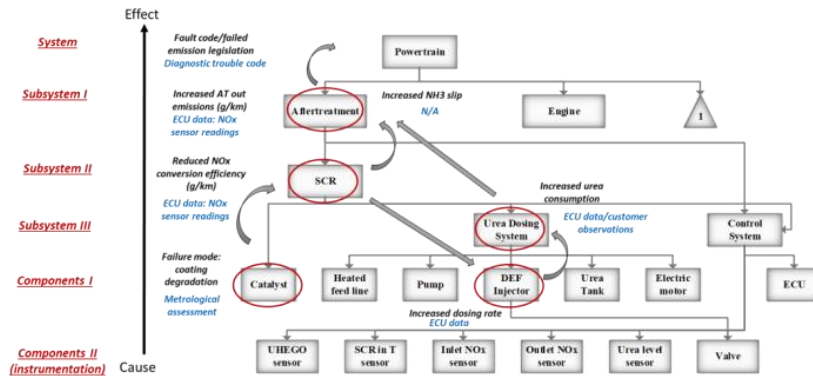 Effect
System
Fault code/failed
emission legislation
Diagnostic trouble code
Powertrain
Subsystem I
Increased AT out
emissions (g/km)
ECU data: NOx
sensor readings
Aftertreatment
Increased NH3 slip
N/A
Engine
1
Subsystem II
Reduced NOx
conversion efficiency
(g/km)
ECU data: NOx
sensor readings
SCR
Increased urea
consumption
ECU data/customer
observations
Subsystem III
Urea Dosing
System
Control
System
Components I
Failure mode:
coating
degradation
Metrological
assessment
Catalyst
Heated
feed line
Pump
DEF
Injector
Urea
Tank
Electric
motor
ECU
Increased dosing rate
ECU data
Components II
(instrumentation)
Cause
UHEGO
sensor
SCR in T
sensor
Inlet NOx
sensor
Outlet NOx
sensor
Urea level
sensor
Valve